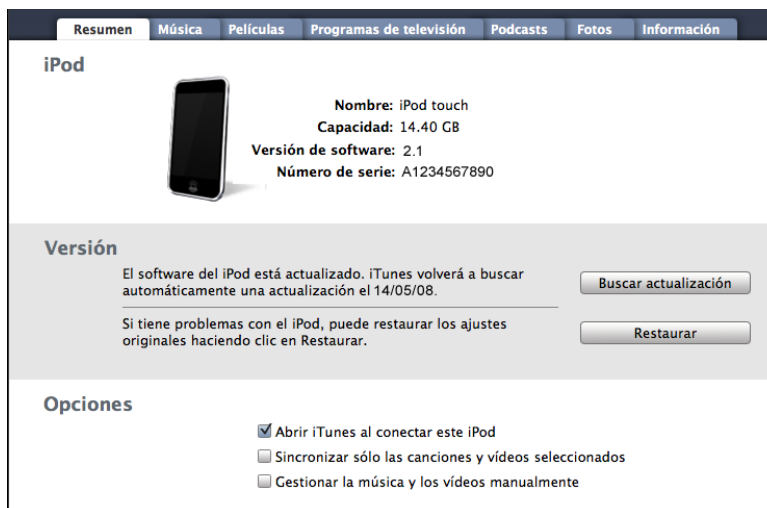 Resumen Música Películas Programas de televisión Podcasts Fotos Información
iPod
Nombre: iPod touch
Capacidad: 14.40 GB
Versión de software: 2.1
Número de serie: A1234567890
Versión
El software del iPod está actualizado. iTunes volverá a buscar
automáticamente una actualización el 14/05/08.
Buscar actualización
Si tiene problemas con el iPod, puede restaurar los ajustes
originales haciendo clic en Restaurar.
Restaurar
Opciones
Abrir iTunes al conectar este iPod
Sincronizar sólo las canciones y vídeos seleccionados
Gestionar la música y los vídeos manualmente